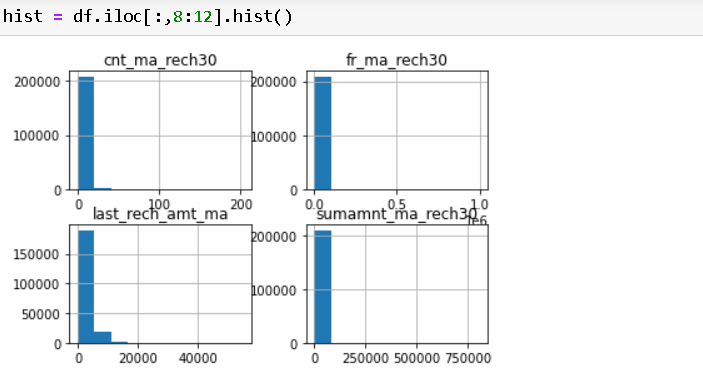 hist = df.iloc[:,8:12].hist()
cnt_ma_rech30 fr_ma_rech30
200000 200000
100000 100000
0 0
0 100 200 0.0 0.5 1.0
1e6
last_rech_amt_ma sumamnt_ma_rech30
150000 200000
100000 100000
50000
0 0
0 20000 40000 0 250000 500000 750000